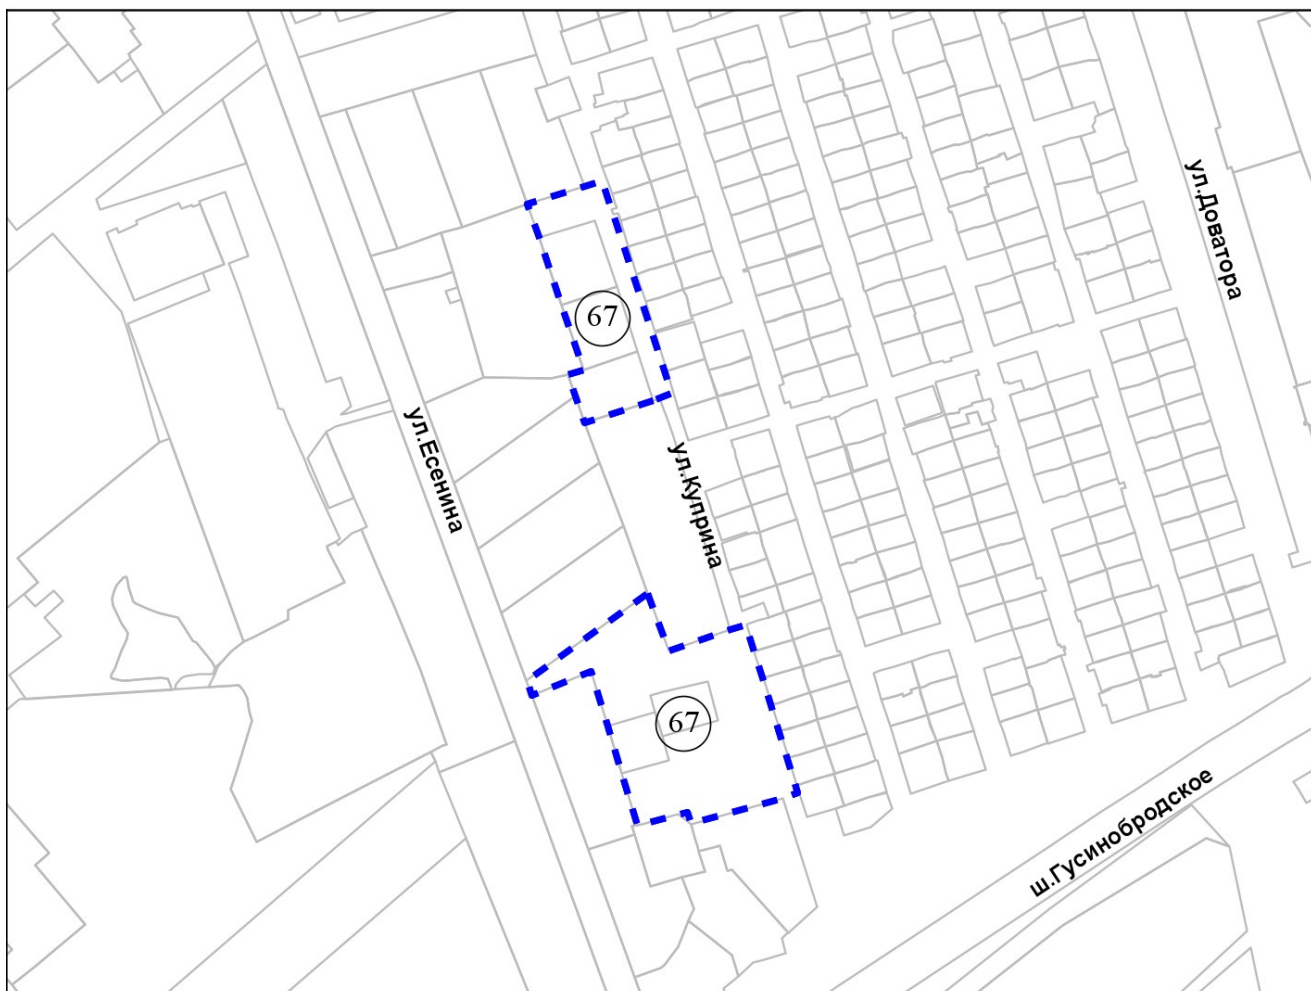 ул.Доватора
67
ул.Есенина
ул.Куприна
67
ш.Гусинобродское